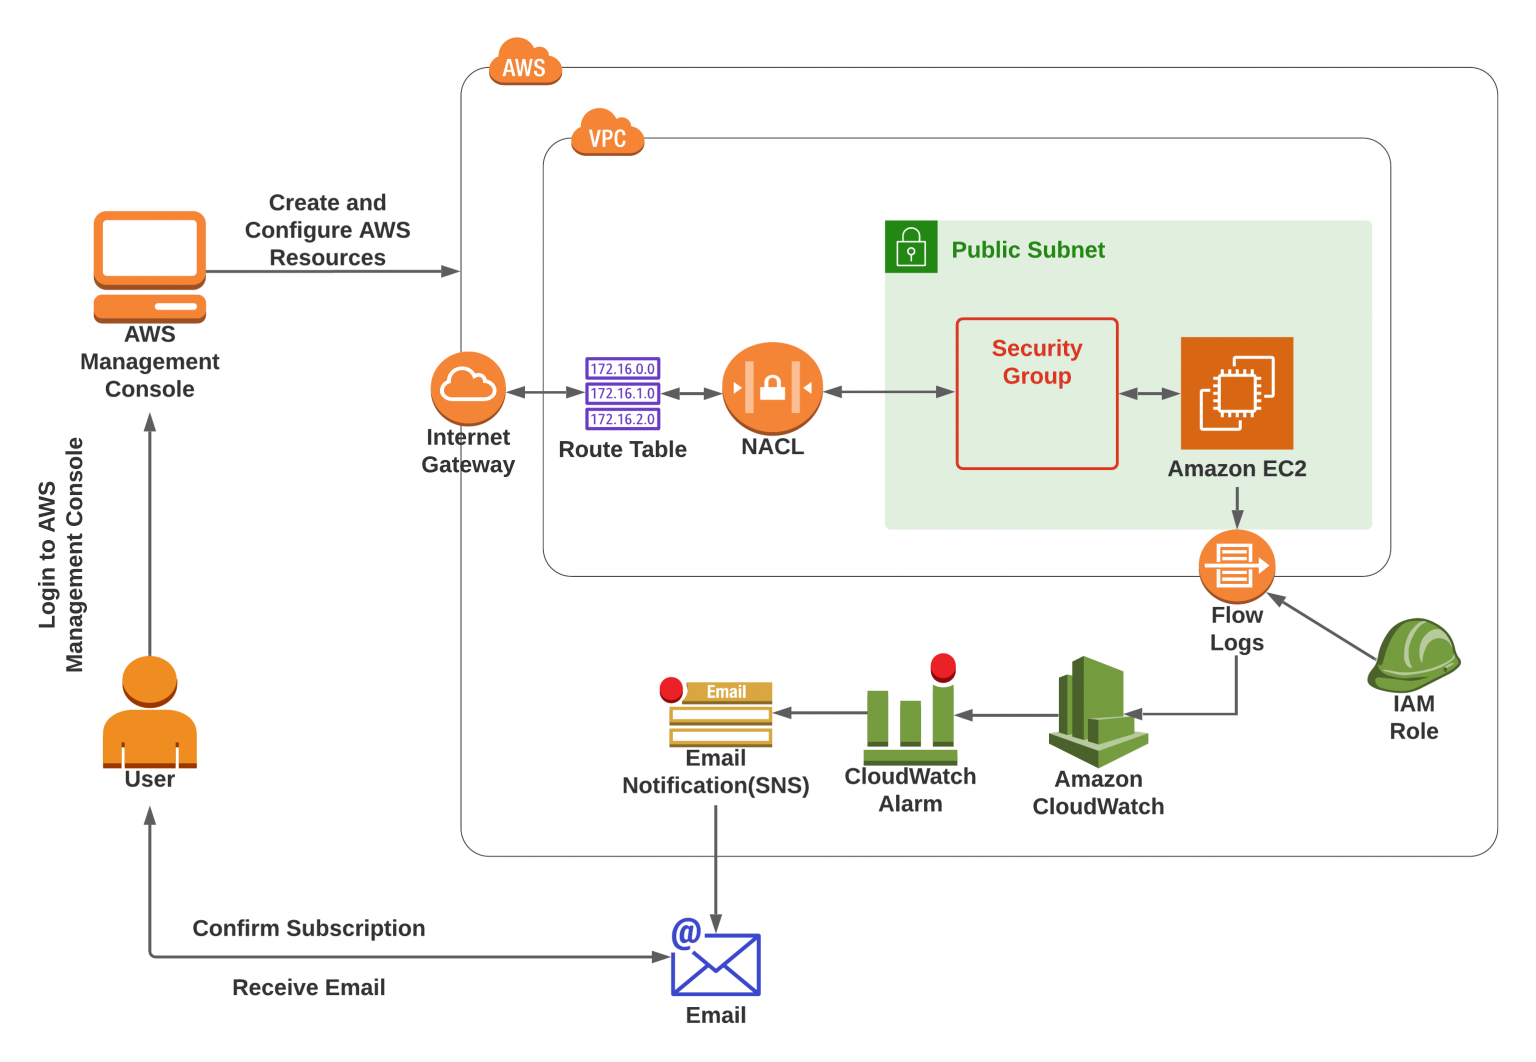 AWS
VPC
Create and
Configure AWS
Resources
Public Subnet
AWS
Management
Console
Security
Group
172.16.0.0
172.16.1.0
172.16.2.0
Internet
Gateway
Route Table
NACL
Amazon EC2
Login to AWS
Management Console
Flow
Logs
IAM
Role
Email
Email
Notification(SNS)
CloudWatch
Alarm
Amazon
CloudWatch
User
Confirm Subscription
Receive Email
@
Email